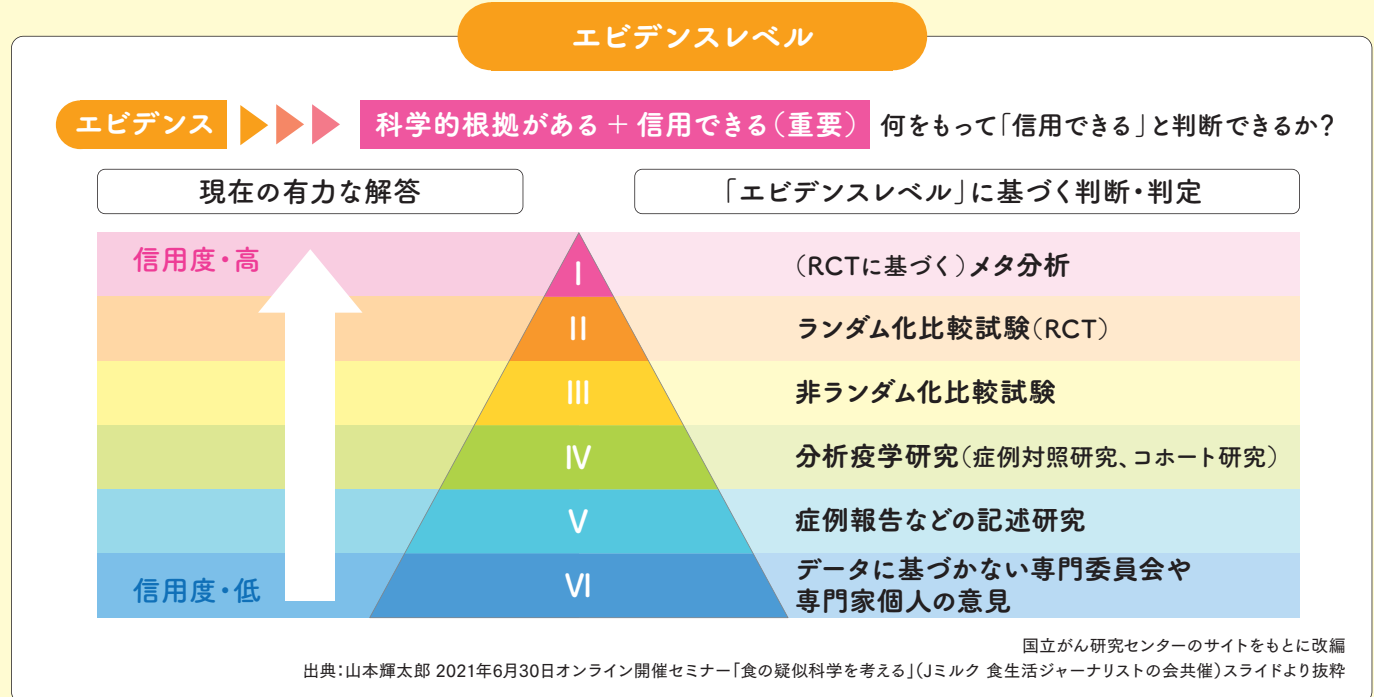 エビデンスレベル
エビデンス 科学的根拠がある+信用できる(重要) 何をもって「信用できる」と判断できるか?
現在の有力な解答 「エビデンスレベル」に基づく判断・判定
信用度・高 Ⅰ (RCTに基づく)メタ分析
Ⅱ ランダム化比較試験(RCT)
Ⅲ 非ランダム化比較試験
Ⅳ 分析疫学研究(症例対照研究、コホート研究)
Ⅴ 症例報告などの記述研究
信用度・低 Ⅵ データに基づかない専門委員会や
専門家個人の意見
国立がん研究センターのサイトをもとに改編
出典:山本輝太郎 2021年6月30日オンライン開催セミナー「食の疑似科学を考える」(Jミルク 食生活ジャーナリストの会共催)スライドより抜粋